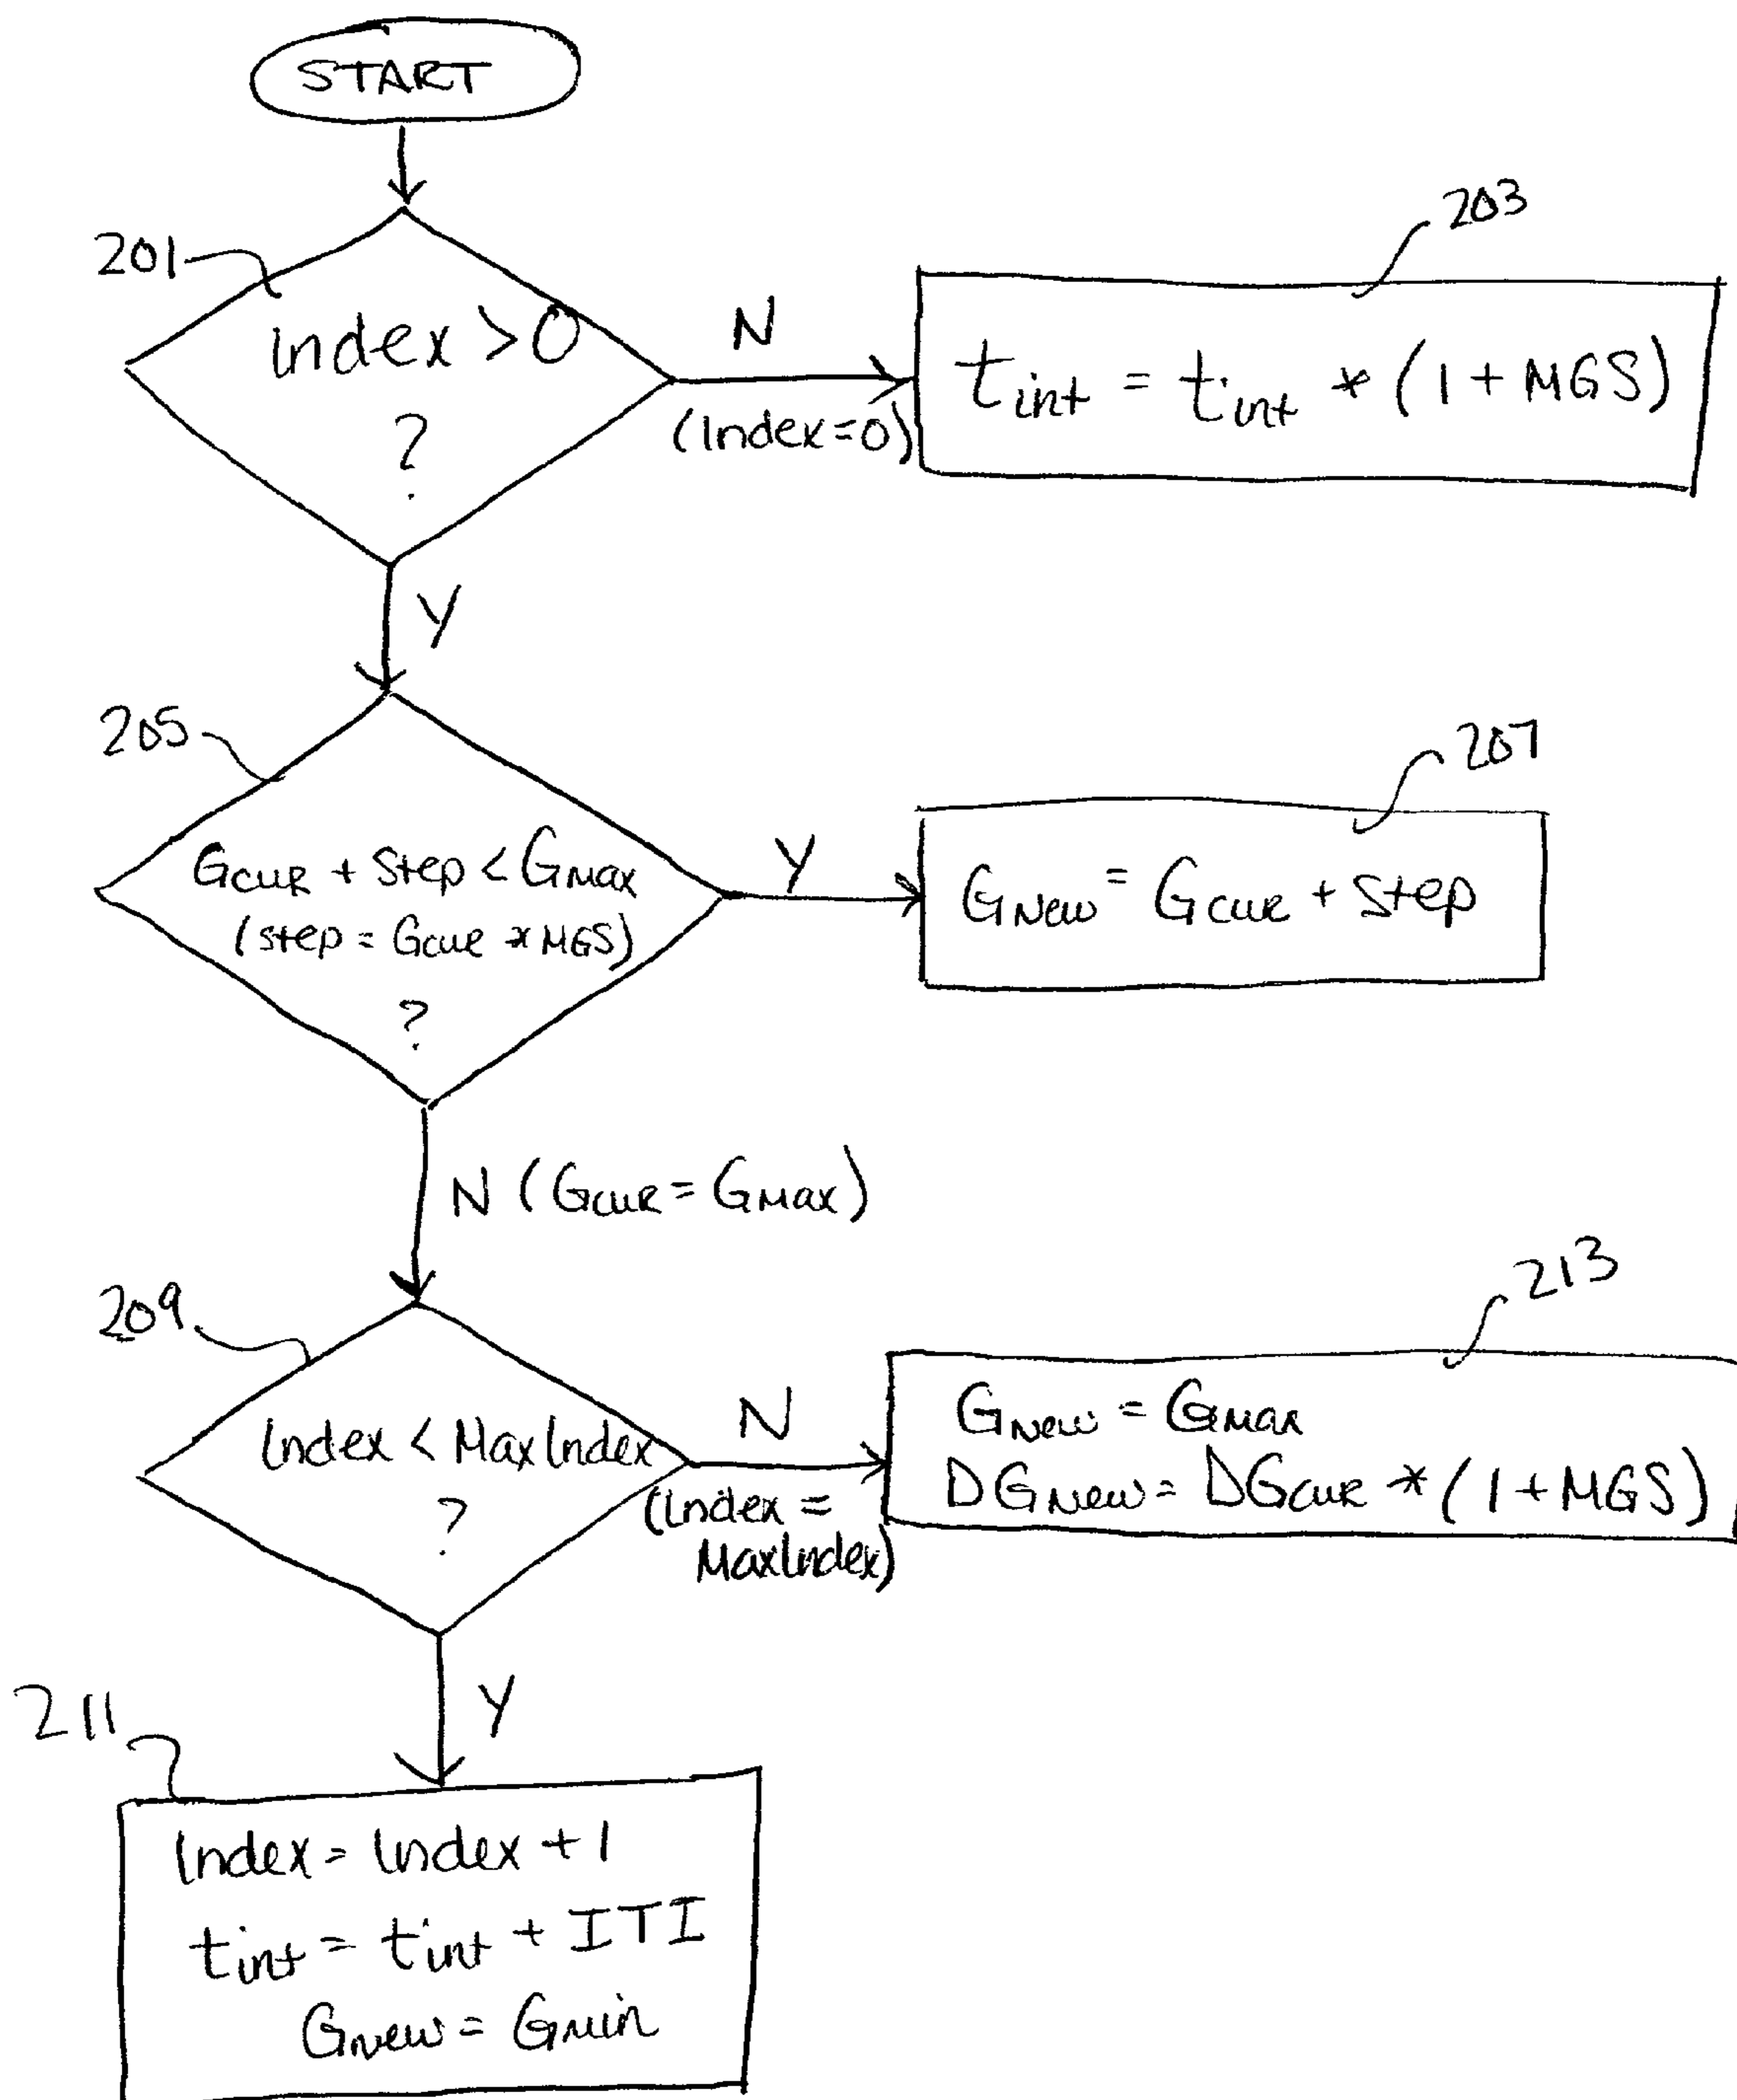 START
201
index > 0
?
N
(Index=0)
203
tint = tint * (1 + MGS)
Y
205
Gcur + Step < Gmax
(step = Gcur * MGS)
?
Y
207
Gnew = Gcur + Step
N (Gcur = Gmax)
209
Index < MaxIndex
?
N
(Index =
MaxIndex)
213
Gnew = Gmax
DGnew = DGcur * (1+MGS)
Y
211
Index = Index + 1
tint = tint + ITI
Gnew = Gmin